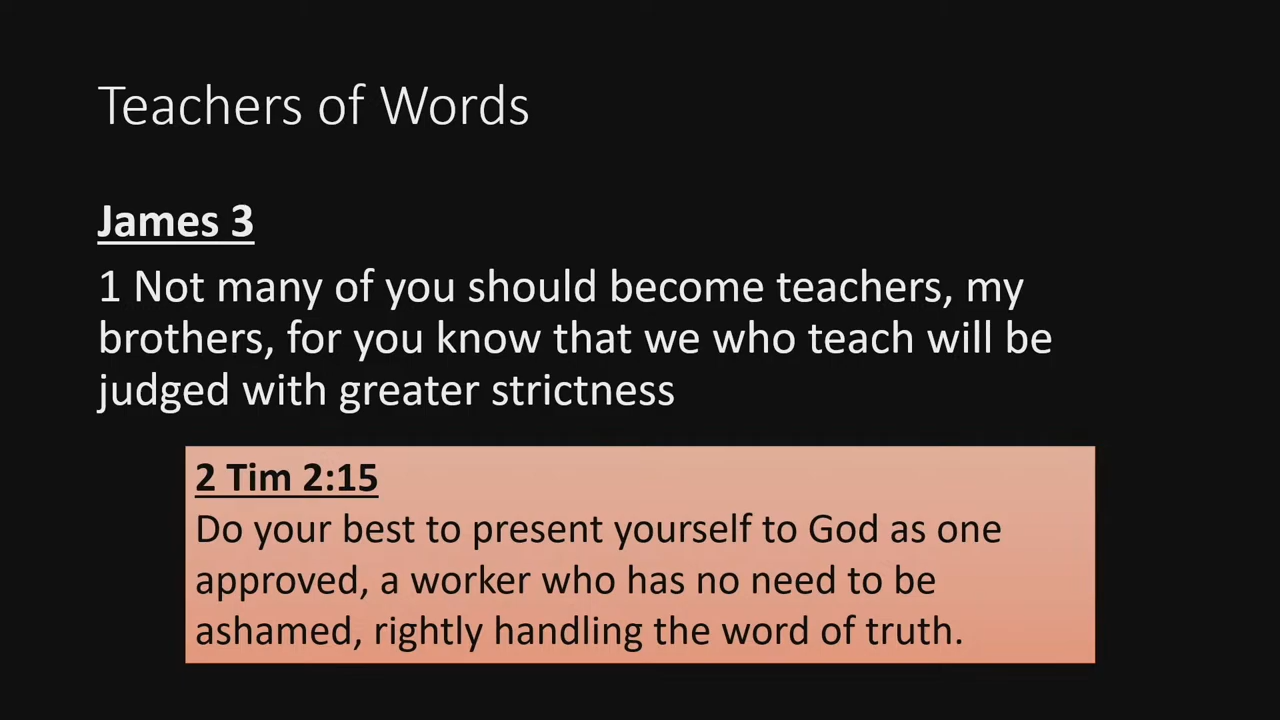 Teachers of Words
James 3
1 Not many of you should become teachers, my
brothers, for you know that we who teach will be
judged with greater strictness
2 Tim 2:15
Do your best to present yourself to God as one
approved, a worker who has no need to be
ashamed, rightly handling the word of truth.